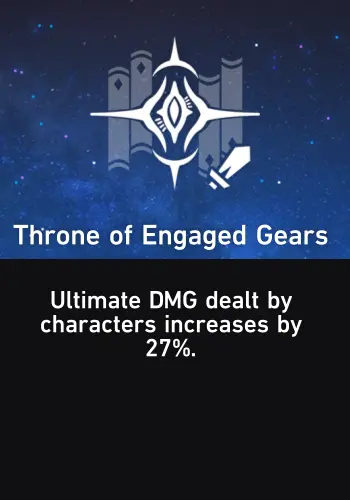 Throne of Engaged Gears
Ultimate DMG dealt by
characters increases by
27%.